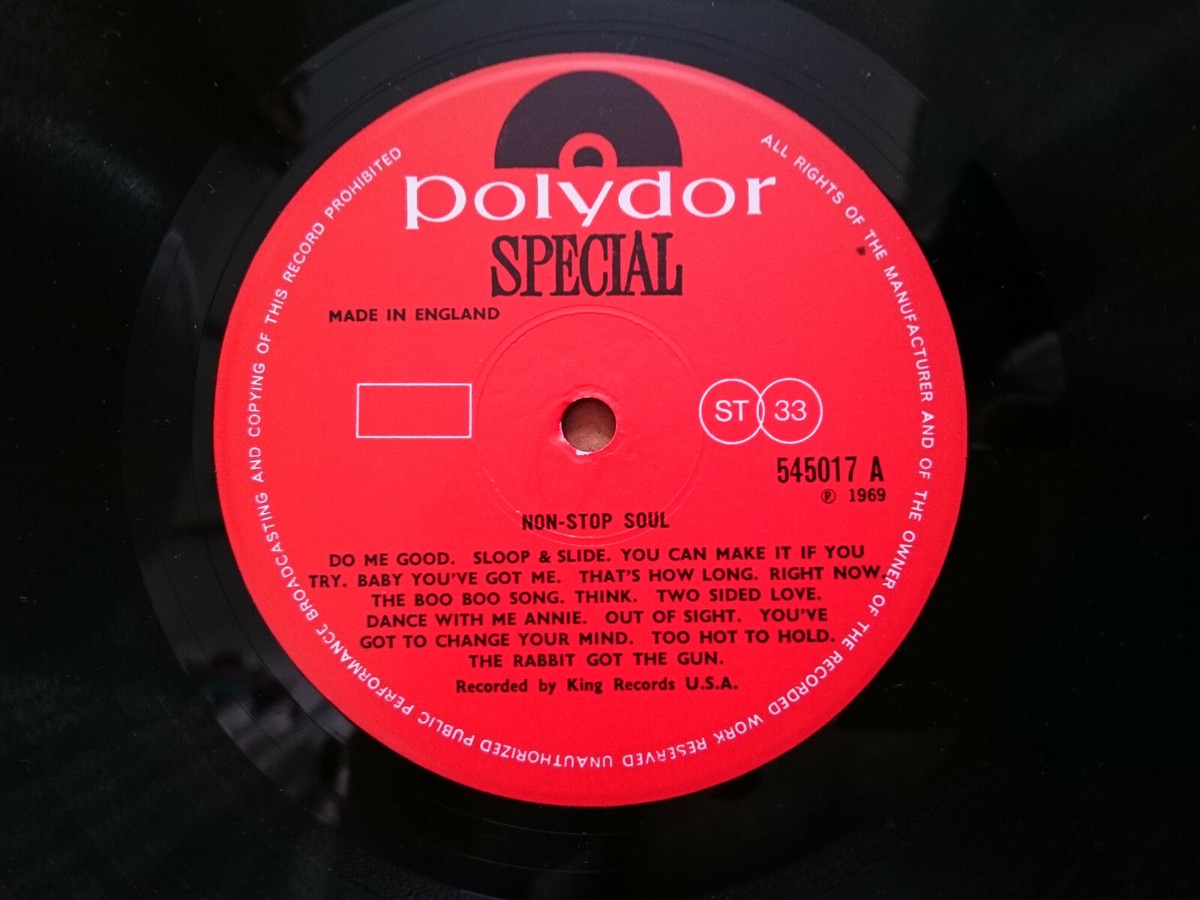 polydor
SPECIAL
MADE IN ENGLAND
ST 33
545017 A
℗ 1969
NON-STOP SOUL
DO ME GOOD. SLOOP & SLIDE. YOU CAN MAKE IT IF YOU
TRY. BABY YOU'VE GOT ME. THAT'S HOW LONG. RIGHT NOW.
THE BOO BOO SONG. THINK. TWO SIDED LOVE.
DANCE WITH ME ANNIE. OUT OF SIGHT. YOU'VE
GOT TO CHANGE YOUR MIND. TOO HOT TO HOLD.
THE RABBIT GOT THE GUN.
Recorded by King Records U.S.A.
ALL RIGHTS OF THE MANUFACTURER AND OF THE OWNER OF THE RECORDED WORK RESERVED UNAUTHORIZED PUBLIC PERFORMANCE BROADCASTING AND COPYING OF THIS RECORD PROHIBITED